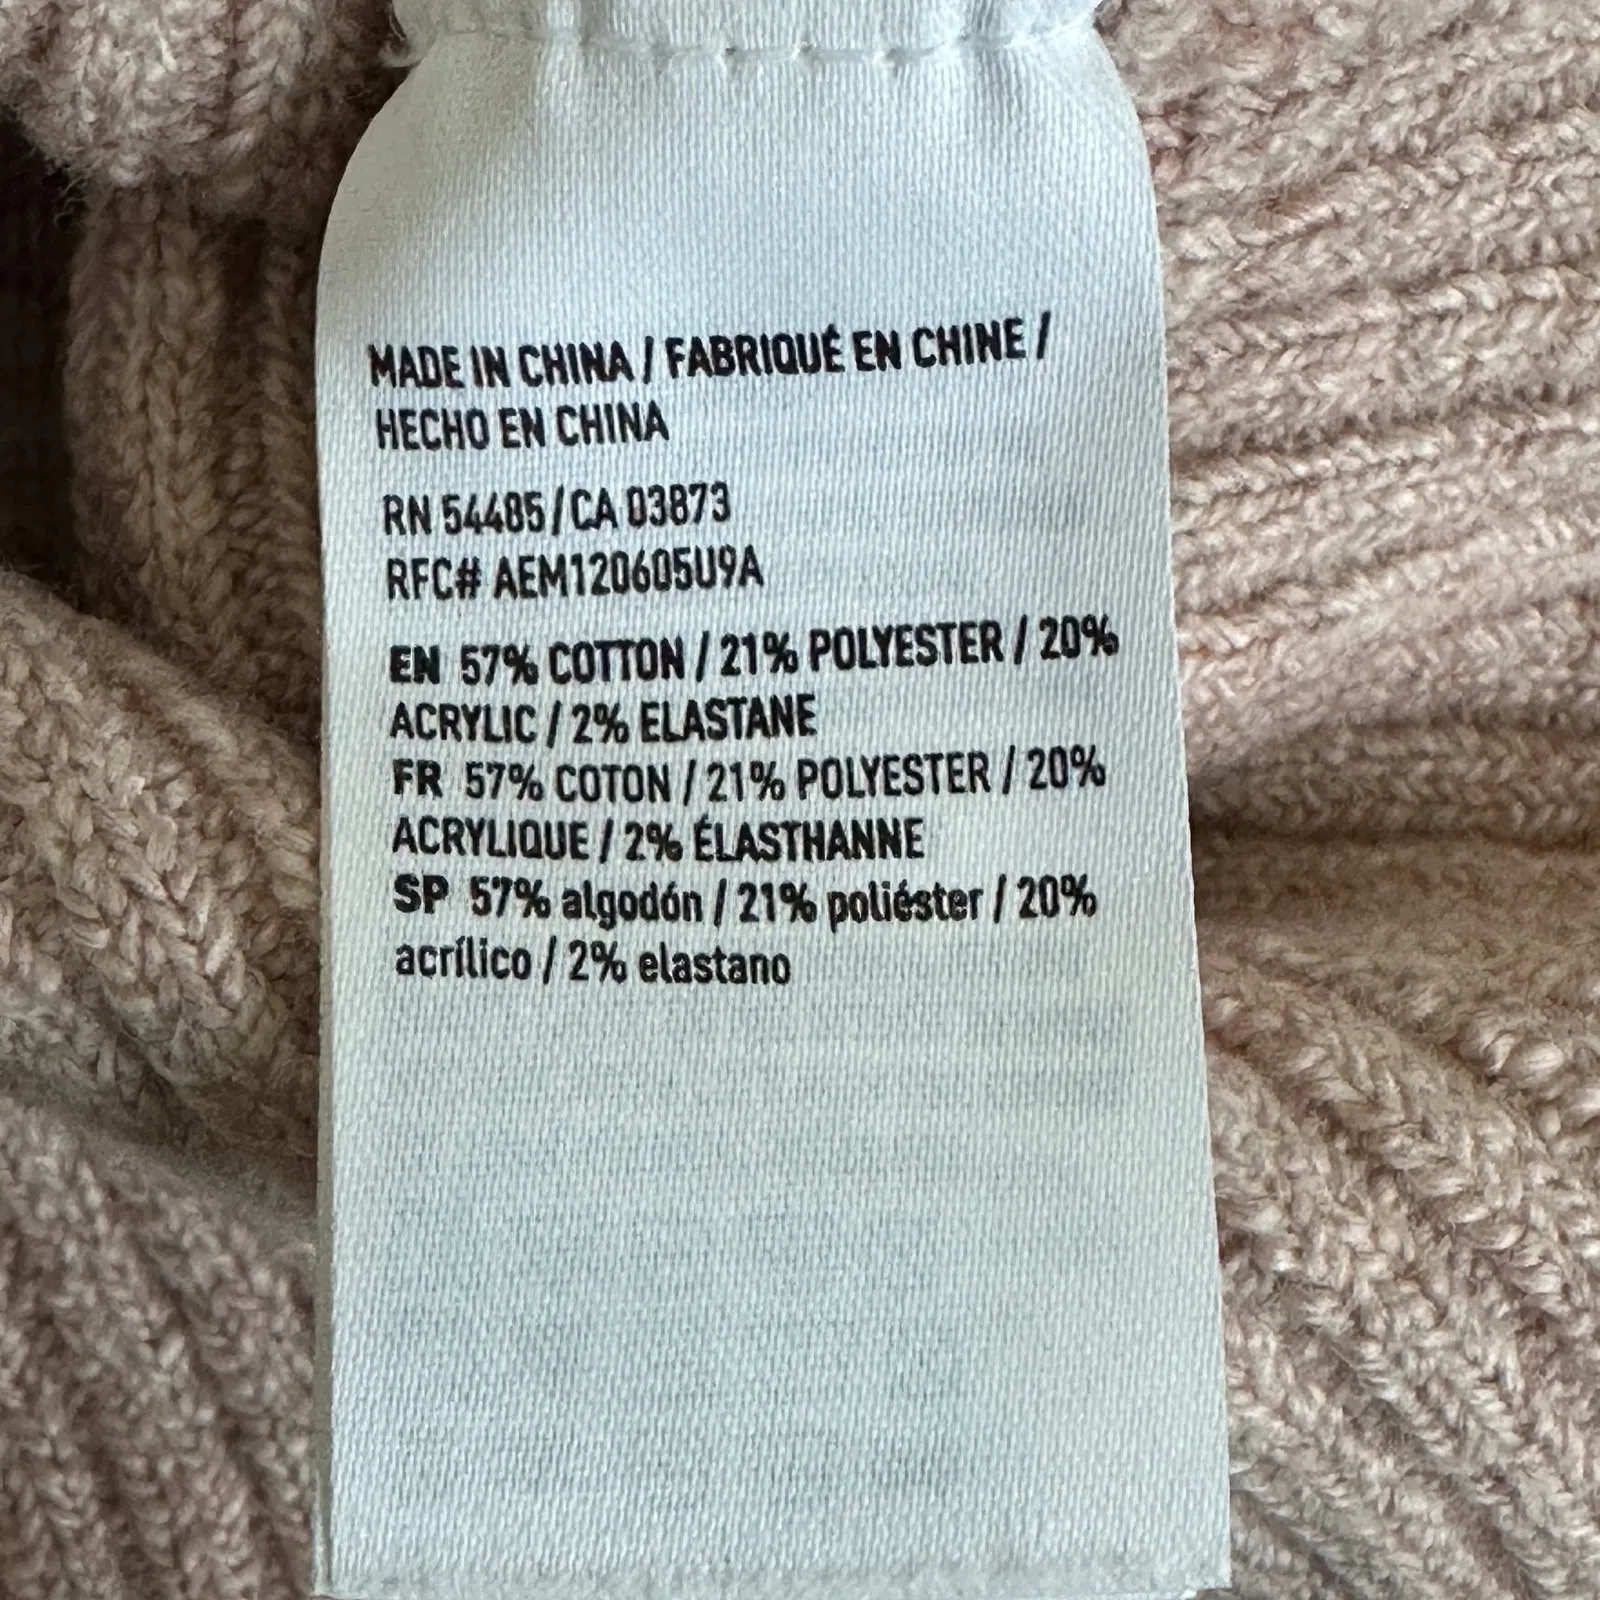 MADE IN CHINA / FABRIQUÉ EN CHINE /
HECHO EN CHINA
RN 54485/CA 03873
RFC# AEM120605U9A
EN 57% COTTON / 21% POLYESTER / 20%
ACRYLIC / 2% ELASTANE
FR 57% COTON / 21% POLYESTER / 20%
ACRYLIQUE / 2% ÉLASTHANNE
SP 57% algodón / 21% poliéster / 20%
acrílico / 2% elastano